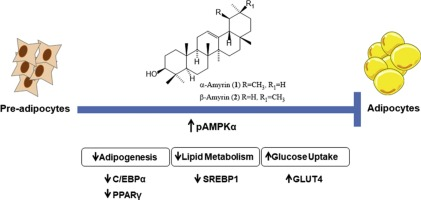 R
R₁
H
H
HO
H
α-Amyrin (1) R=CH₃, R₁=H
β-Amyrin (2) R=H, R₁=CH₃
Pre-adipocytes
Adipocytes
↑pAMPKα
↓Adipogenesis
↓Lipid Metabolism
↑Glucose Uptake
↓C/EBPα
↓SREBP1
↑GLUT4
↓PPARγ